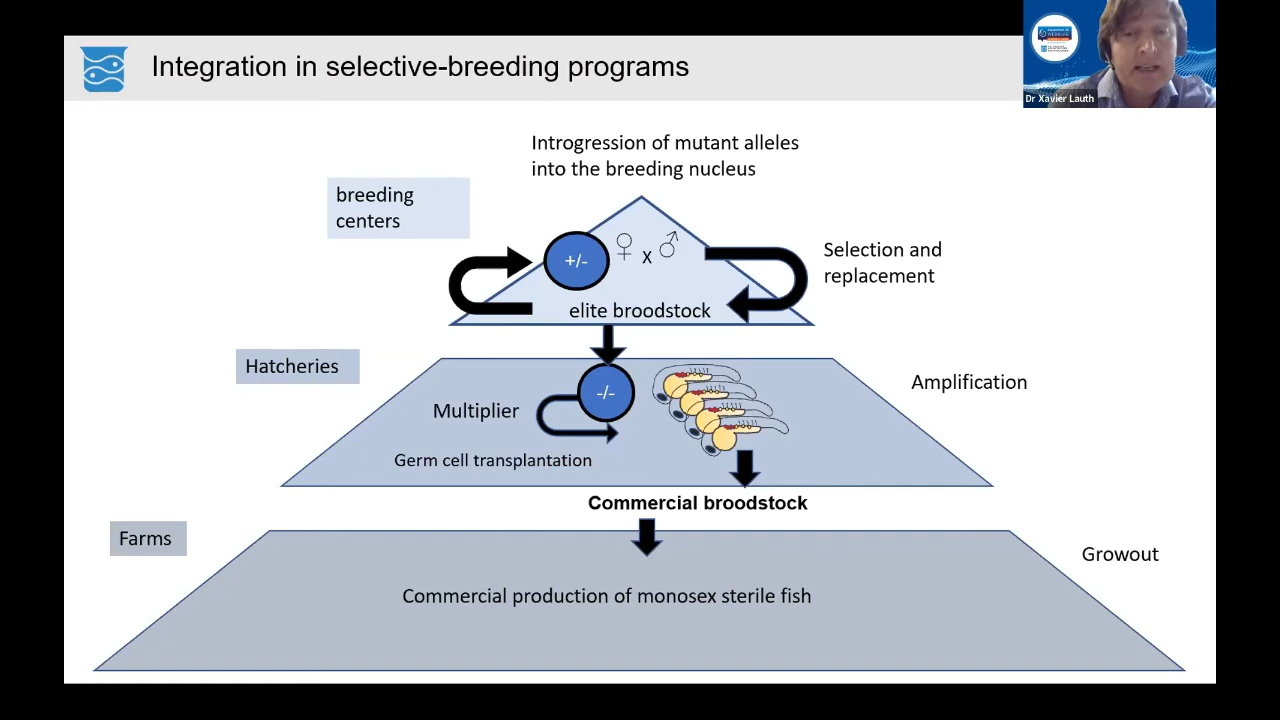 Integration in selective-breeding programs
Dr Xavier Lauth
Introgression of mutant alleles
into the breeding nucleus
breeding
centers
+/-
♀ x ♂
Selection and
replacement
elite broodstock
Hatcheries
-/-
Amplification
Multiplier
Germ cell transplantation
Commercial broodstock
Farms
Growout
Commercial production of monosex sterile fish